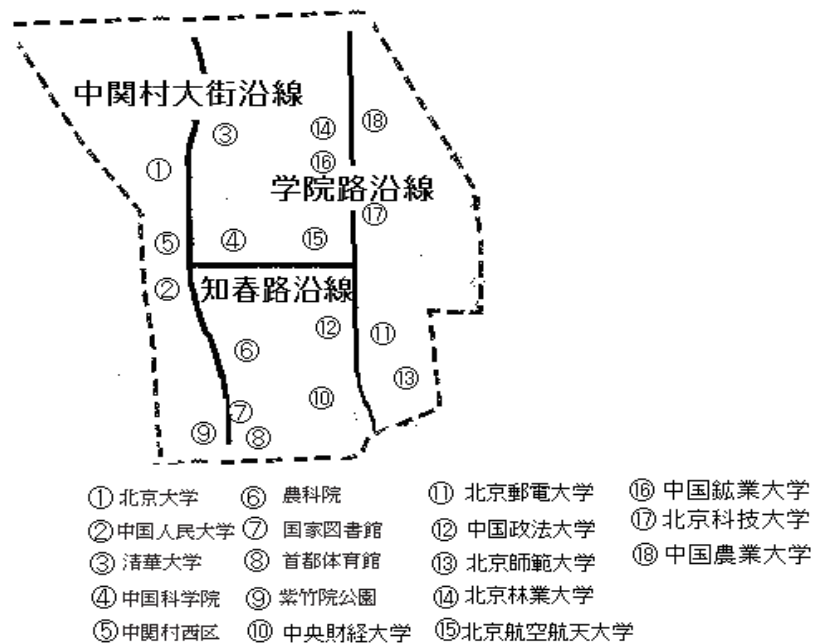 中関村大街沿線
③
⑭
⑱
①
⑯
学院路沿線
⑰
⑤
④
⑮
②
知春路沿線
⑫
⑪
⑥
⑬
⑩
⑦
⑨
⑧
① 北京大学
② 中国人民大学
③ 清華大学
④ 中国科学院
⑤ 中関村西区
⑥ 農科院
⑦ 国家図書館
⑧ 首都体育館
⑨ 紫竹院公園
⑩ 中央財経大学
⑪ 北京郵電大学
⑫ 中国政法大学
⑬ 北京師範大学
⑭ 北京林業大学
⑮ 北京航空航天大学
⑯ 中国鉱業大学
⑰ 北京科技大学
⑱ 中国農業大学